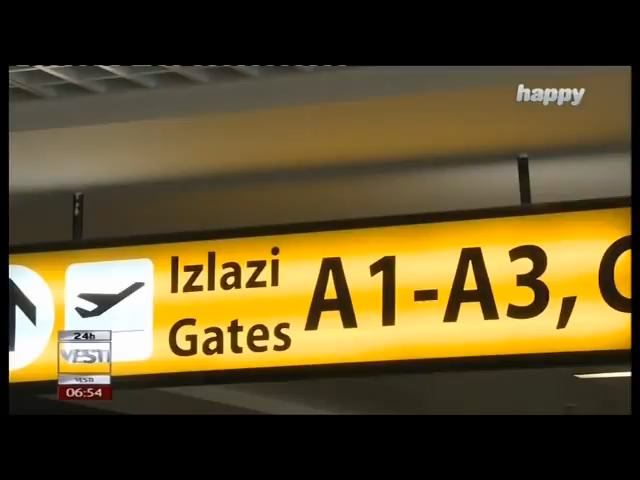 happy
Izlazi
Gates
A1-A3,
24h
VESTI
VESTI
06:54